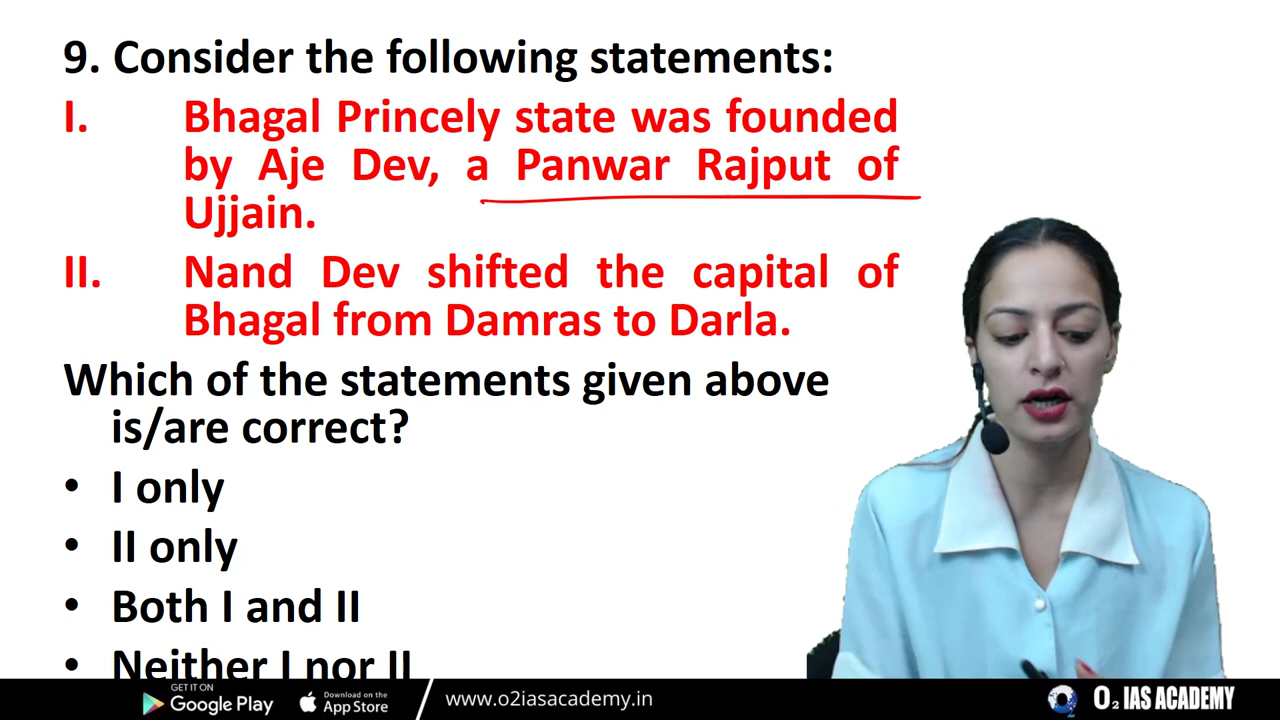 9. Consider the following statements:
I. Bhagal Princely state was founded
by Aje Dev, a Panwar Rajput of
Ujjain.
II. Nand Dev shifted the capital of
Bhagal from Damras to Darla.
Which of the statements given above
is/are correct?
• I only
• II only
• Both I and II
• Neither I nor II
GET IT ON
Google Play
Download on the
App Store
www.o2iasacademy.in
O₂ IAS ACADEMY